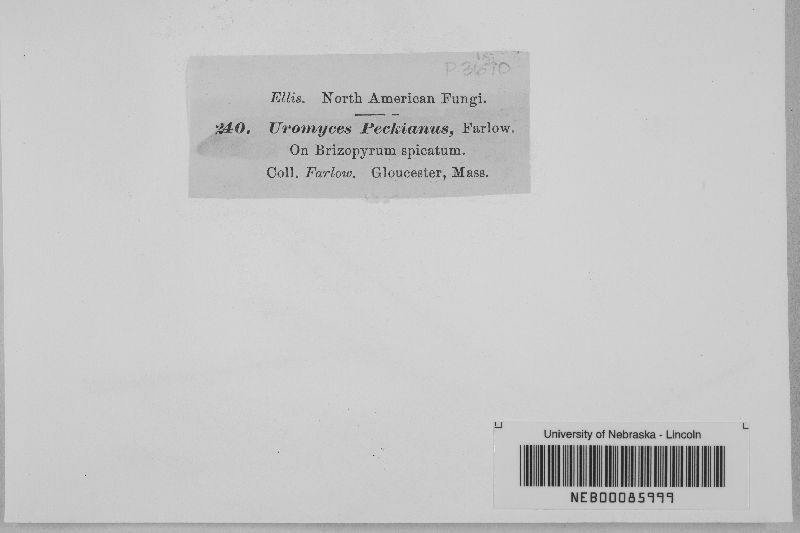 Ellis. North American Fungi.
240. Uromyces Peckianus, Farlow.
On Brizopyrum spicatum.
Coll. Farlow. Gloucester, Mass.
University of Nebraska - Lincoln
NEB00085999